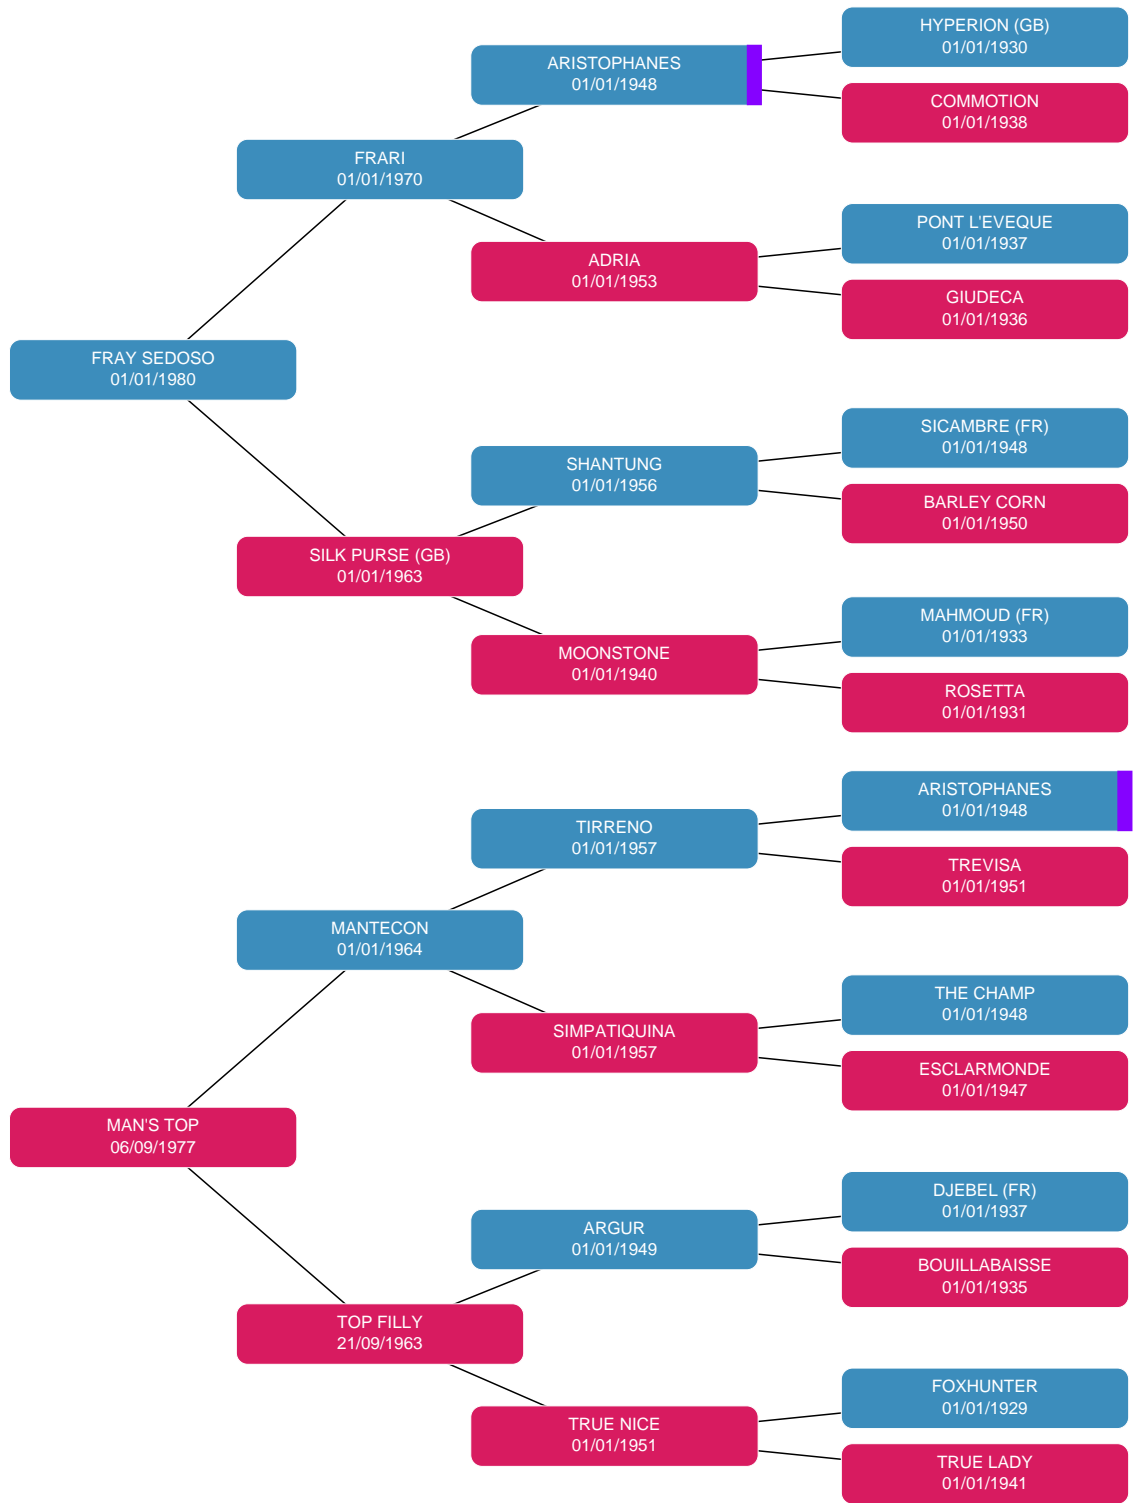 HYPERION (GB)
01/01/1930
ARISTOPHANES
01/01/1948
COMMOTION
01/01/1938
FRARI
01/01/1970
PONT L'EVEQUE
01/01/1937
ADRIA
01/01/1953
GIUDECA
01/01/1936
FRAY SEDOSO
01/01/1980
SICAMBRE (FR)
01/01/1948
SHANTUNG
01/01/1956
BARLEY CORN
01/01/1950
SILK PURSE (GB)
01/01/1963
MAHMOUD (FR)
01/01/1933
MOONSTONE
01/01/1940
ROSETTA
01/01/1931
ARISTOPHANES
01/01/1948
TIRRENO
01/01/1957
TREVISA
01/01/1951
MANTECON
01/01/1964
THE CHAMP
01/01/1948
SIMPATIQUINA
01/01/1957
ESCLARMONDE
01/01/1947
MAN'S TOP
06/09/1977
DJEBEL (FR)
01/01/1937
ARGUR
01/01/1949
BOUILLABAISSE
01/01/1935
TOP FILLY
21/09/1963
FOXHUNTER
01/01/1929
TRUE NICE
01/01/1951
TRUE LADY
01/01/1941